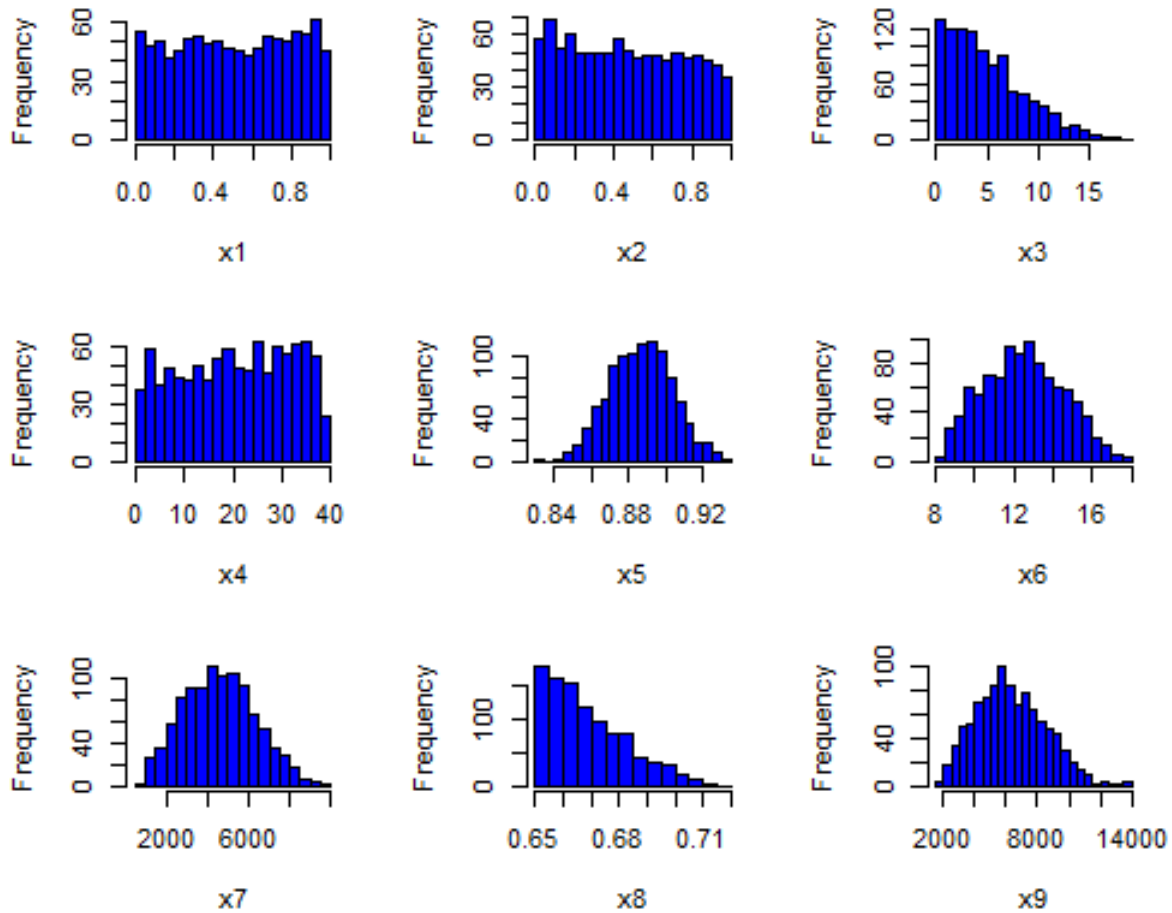 Frequency
0 30 60
0.0 0.4 0.8
x1
Frequency
0 30 60
0.0 0.4 0.8
x2
Frequency
0 60 120
0 5 10 15
x3
Frequency
0 30 60
0 10 20 30 40
x4
Frequency
0 40 100
0.84 0.88 0.92
x5
Frequency
0 40 80
8 12 16
x6
Frequency
0 40 100
2000 6000
x7
Frequency
0 100
0.65 0.68 0.71
x8
Frequency
0 40 100
2000 8000 14000
x9